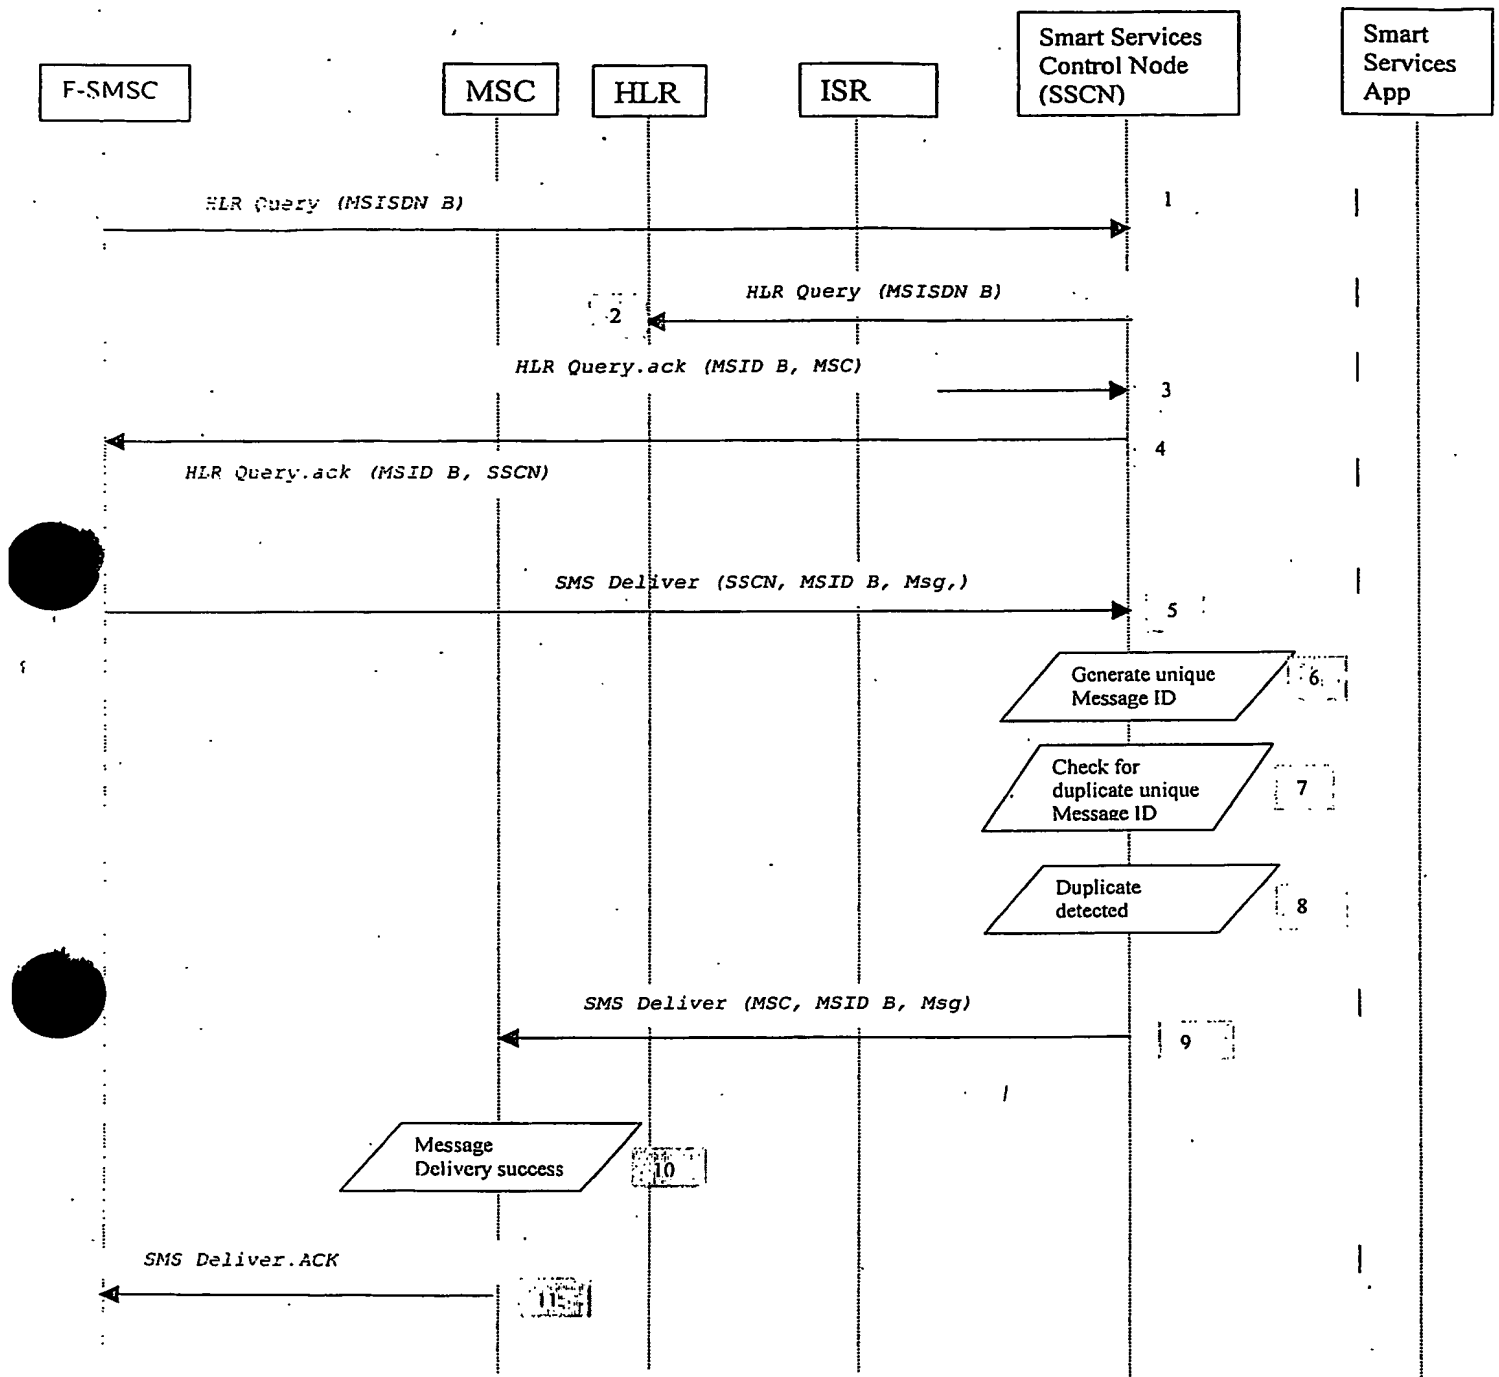 Smart Services
Control Node
(SSCN)
Smart
Services
App
F-SMSC
MSC
HLR
ISR
HLR Query (MSISDN B)
1
HLR Query (MSISDN B)
2
HLR Query.ack (MSID B, MSC)
3
4
HLR Query.ack (MSID B, SSCN)
SMS Deliver (SSCN, MSID B, Msg,)
5
Generate unique
Message ID
6
Check for
duplicate unique
Message ID
7
Duplicate
detected
8
SMS Deliver (MSC, MSID B, Msg)
9
Message
Delivery success
10
SMS Deliver.ACK
11